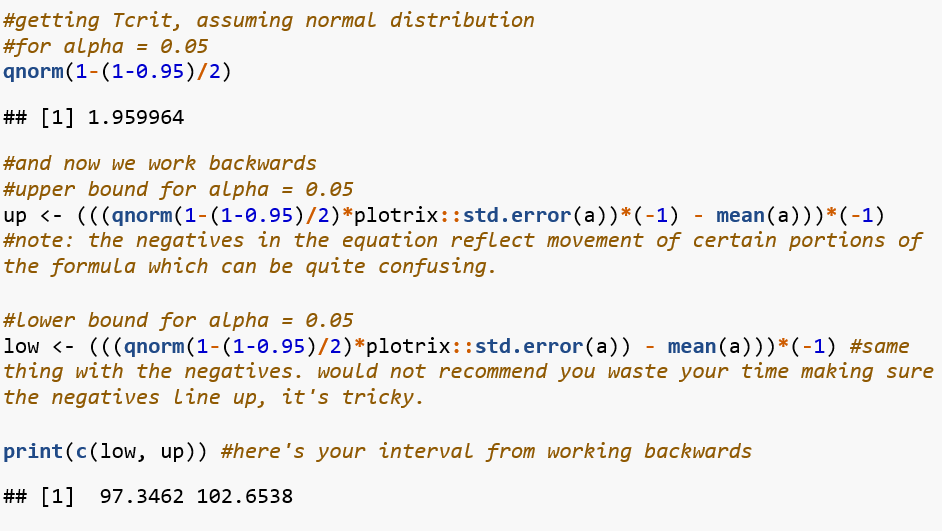 #getting Tcrit, assuming normal distribution
#for alpha = 0.05
qnorm(1-(1-0.95)/2)
## [1] 1.959964
#and now we work backwards
#upper bound for alpha = 0.05
up <- (((qnorm(1-(1-0.95)/2)*plotrix::std.error(a))*(-1) - mean(a)))*(-1)
#note: the negatives in the equation reflect movement of certain portions of
the formula which can be quite confusing.
#lower bound for alpha = 0.05
low <- (((qnorm(1-(1-0.95)/2)*plotrix::std.error(a)) - mean(a)))*(-1) #same
thing with the negatives. would not recommend you waste your time making sure
the negatives line up, it's tricky.
print(c(low, up)) #here's your interval from working backwards
## [1]  97.3462 102.6538